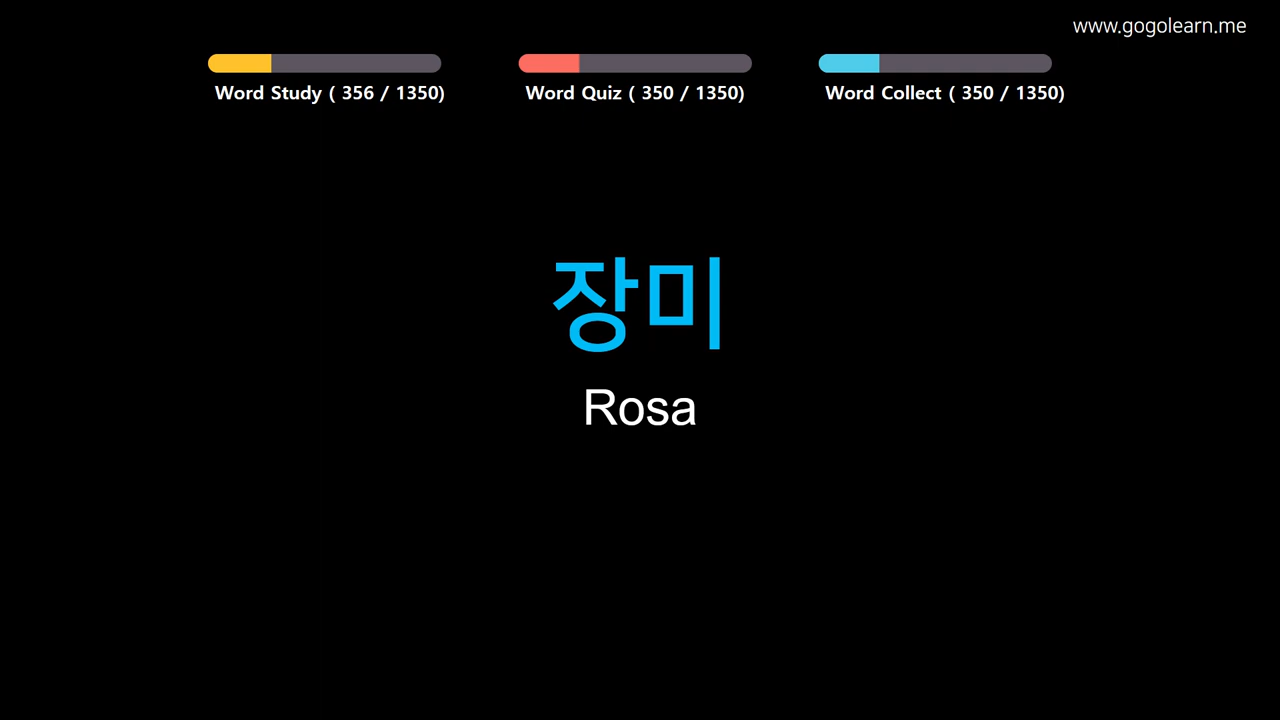 www.gogolearn.me
Word Study ( 356 / 1350)
Word Quiz ( 350 / 1350)
Word Collect ( 350 / 1350)
장미
Rosa